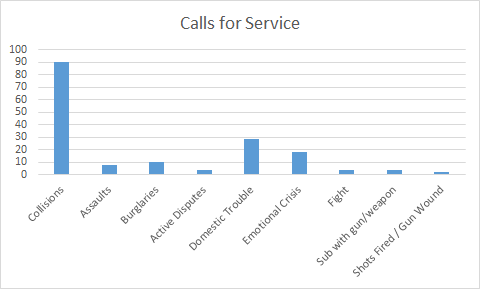 Calls for Service
100
90
80
70
60
50
40
30
20
10
0
Collisions
Assaults
Burglaries
Active Disputes
Domestic Trouble
Emotional Crisis
Fight
Sub with gun/weapon
Shots Fired / Gun Wound